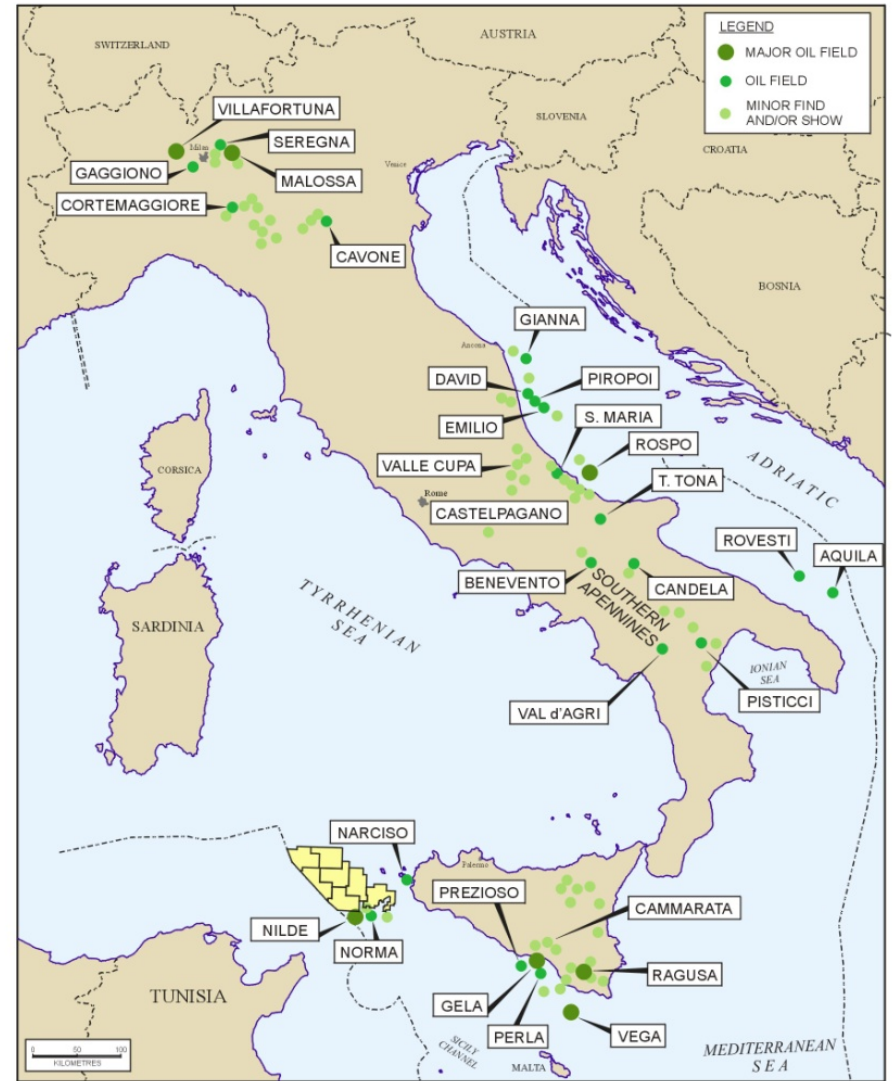 LEGEND
MAJOR OIL FIELD
OIL FIELD
MINOR FIND
AND/OR SHOW
SWITZERLAND
AUSTRIA
SLOVENIA
CROATIA
BOSNIA
VILLAFORTUNA
SEREGNA
Milan
GAGGIONO
MALOSSA
Venice
CORTEMAGGIORE
CAVONE
GIANNA
Ancona
DAVID
PIROPOI
EMILIO
S. MARIA
ROSPO
VALLE CUPA
T. TONA
CORSICA
Rome
CASTELPAGANO
ADRIATIC
ROVESTI
AQUILA
BENEVENTO
CANDELA
SOUTHERN
APENNINES
TYRRHENIAN
SEA
SARDINIA
IONIAN
SEA
VAL d'AGRI
PISTICCI
NARCISO
Palermo
PREZIOSO
CAMMARATA
NILDE
NORMA
RAGUSA
TUNISIA
GELA
PERLA
VEGA
SICILY
CHANNEL
MALTA
MEDITERRANEAN
SEA
0 50 100
KILOMETRES